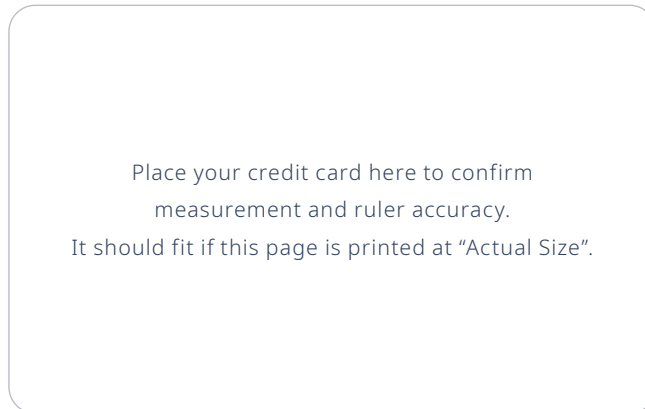 Place your credit card here to confirm
measurement and ruler accuracy.
It should fit if this page is printed at “Actual Size”.